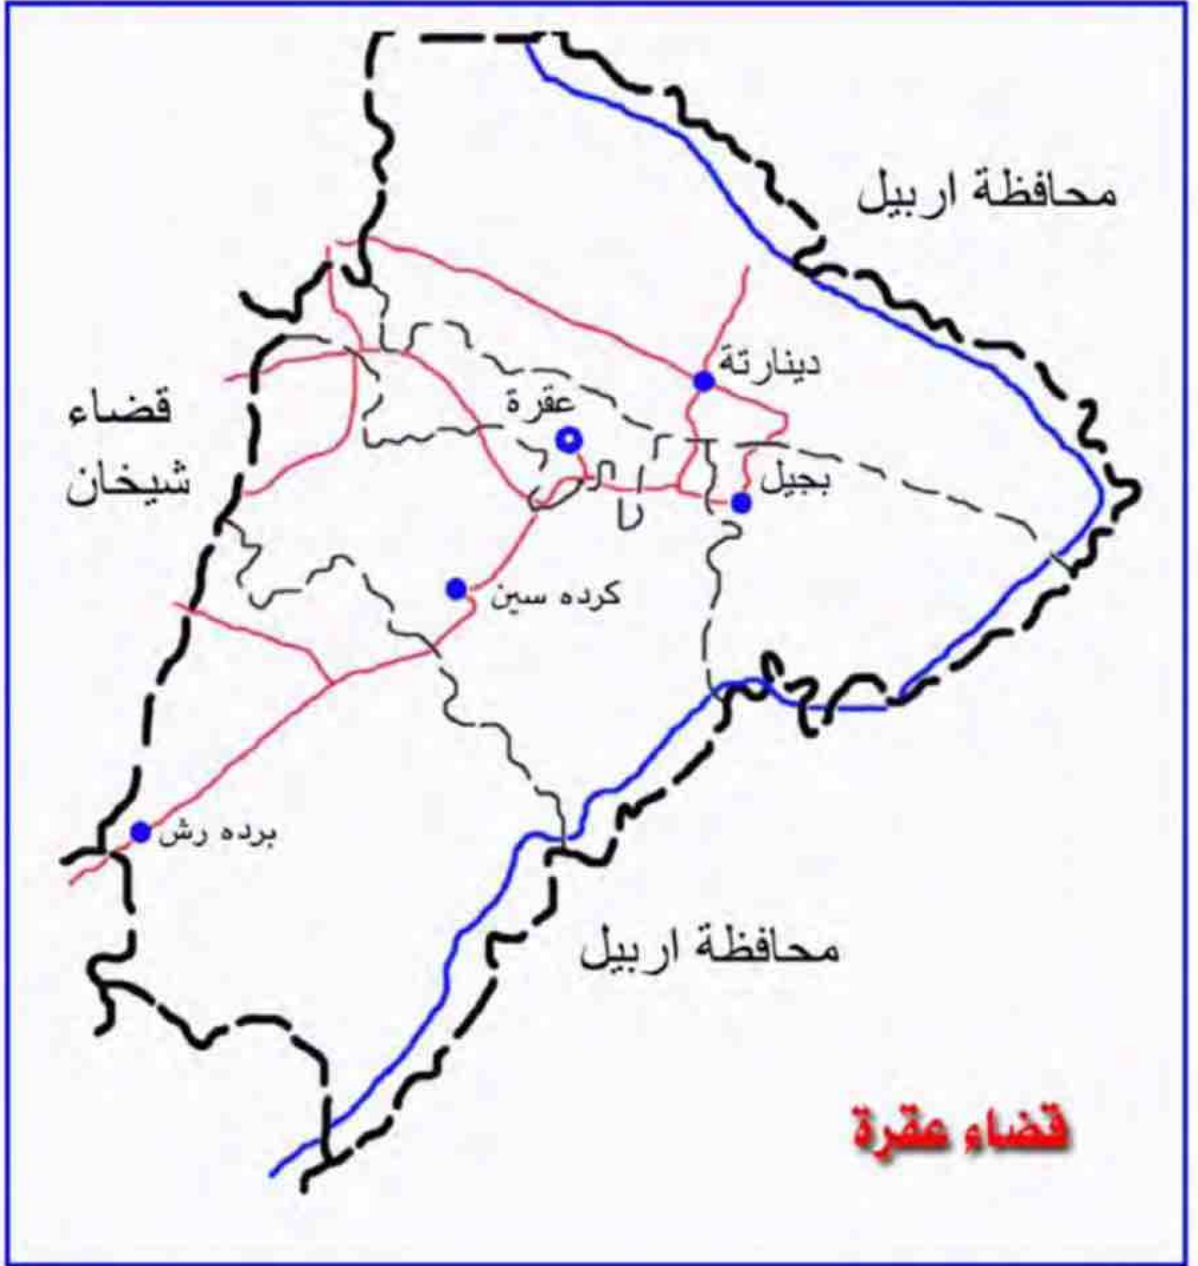 محافظة اربيل
دينارتة
قضاء
شيخان
عقرة
بجيل
كرده سين
برده رش
محافظة اربيل
قضاء عقرة